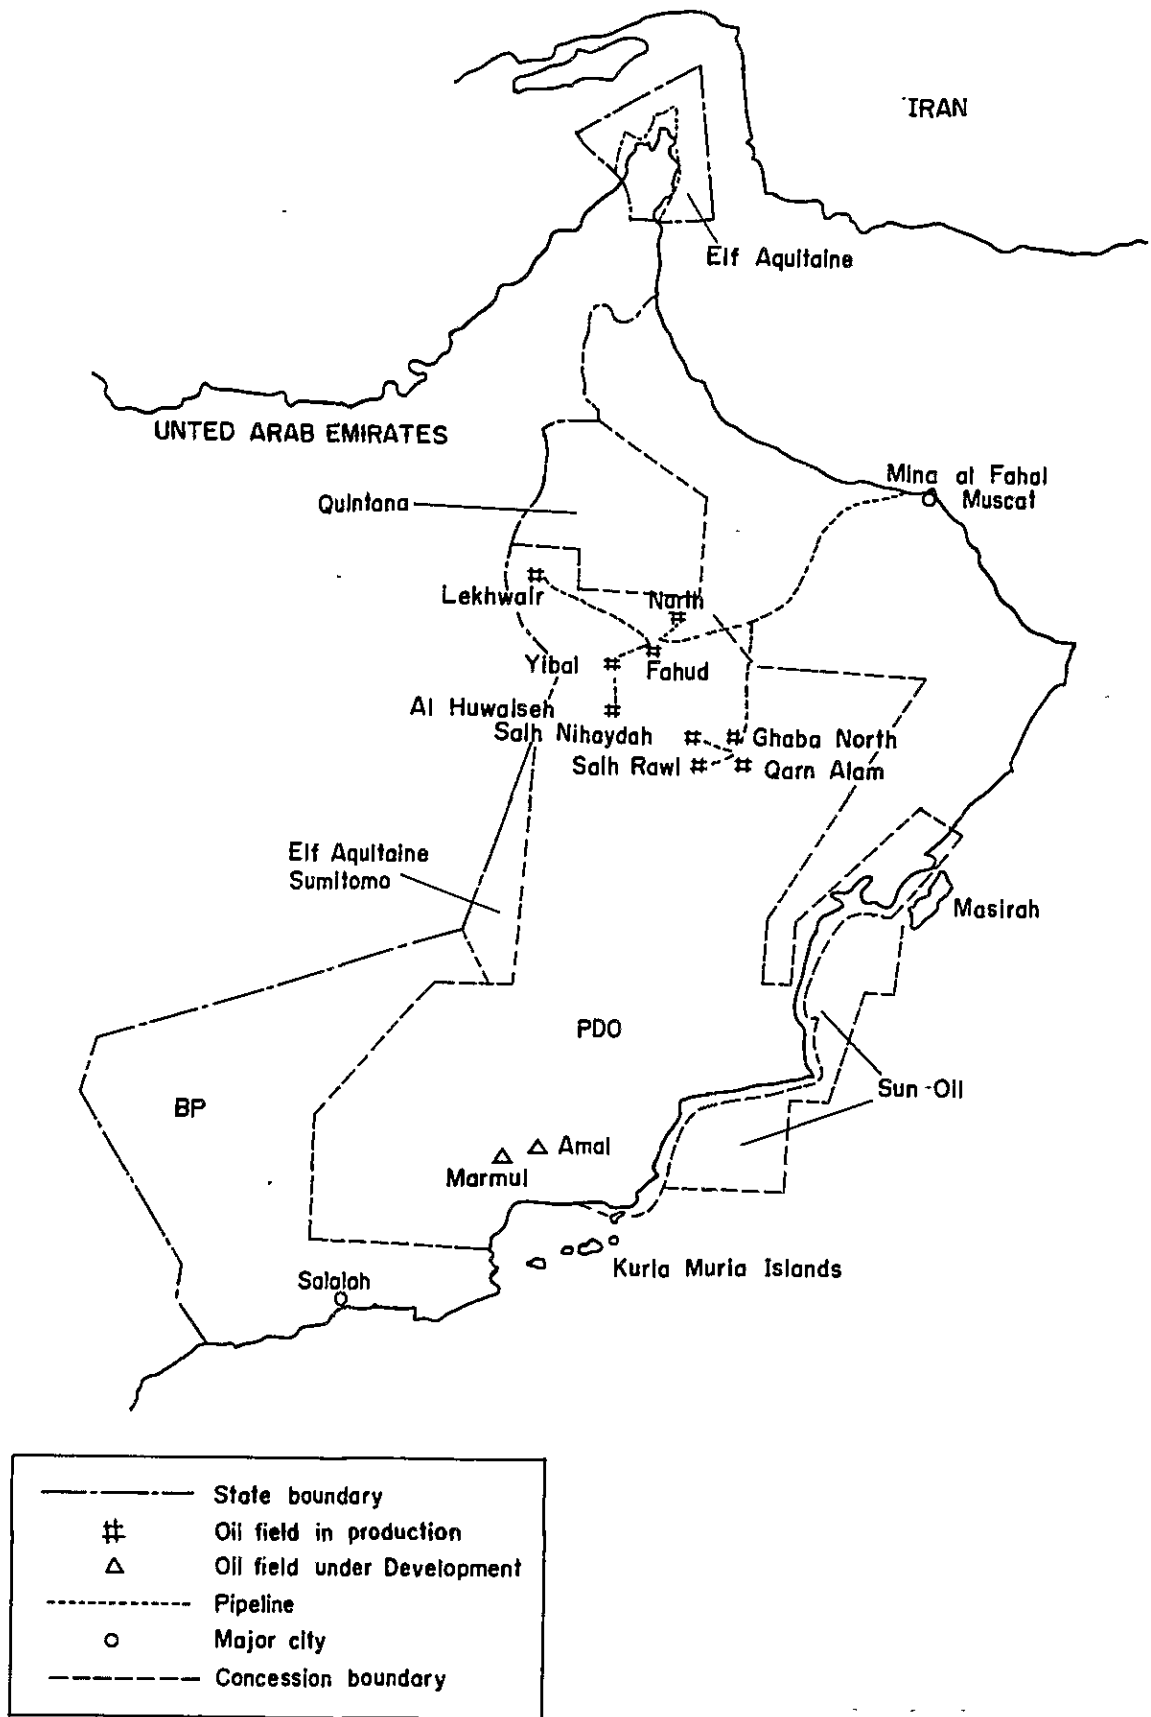 IRAN
Elf Aquitaine
UNTED ARAB EMIRATES
Mina al Fahal
Muscat
Quintana
Lekhwair
North
Yibal
Fahud
Al Huwaiseh
Salh Nihaydah
Ghaba North
Salh Rawl
Qarn Alam
Elf Aquitaine
Sumitomo
Masirah
PDO
Sun Oil
BP
Amal
Marmul
Kuria Muria Islands
Salalah
State boundary
Oil field in production
Oil field under Development
Pipeline
Major city
Concession boundary